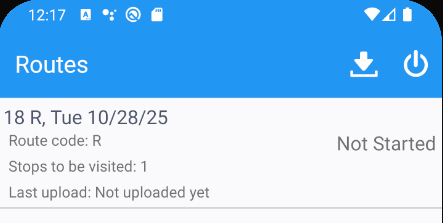 12:17
Routes
18 R, Tue 10/28/25
Route code: R
Not Started
Stops to be visited: 1
Last upload: Not uploaded yet